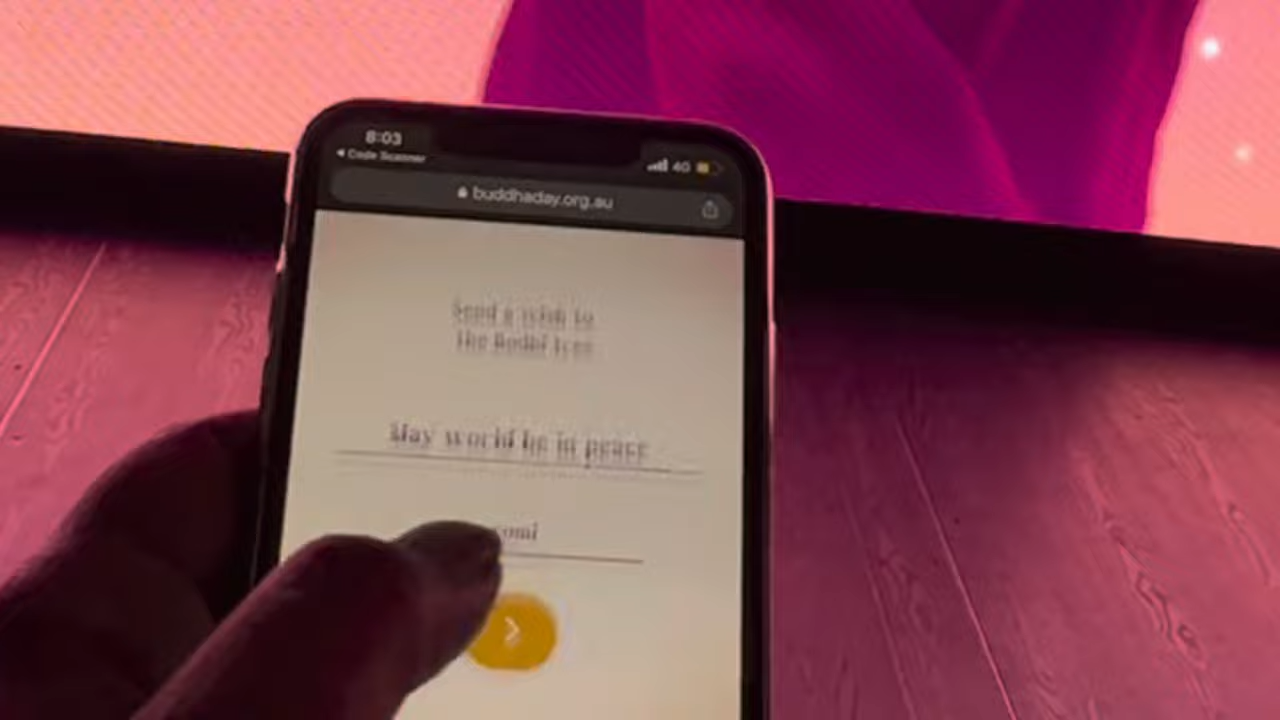 8:03
◀ Code Scanner
4G
buddhaday.org.au
Send a wish to
the Bodhi tree
May world be in peace